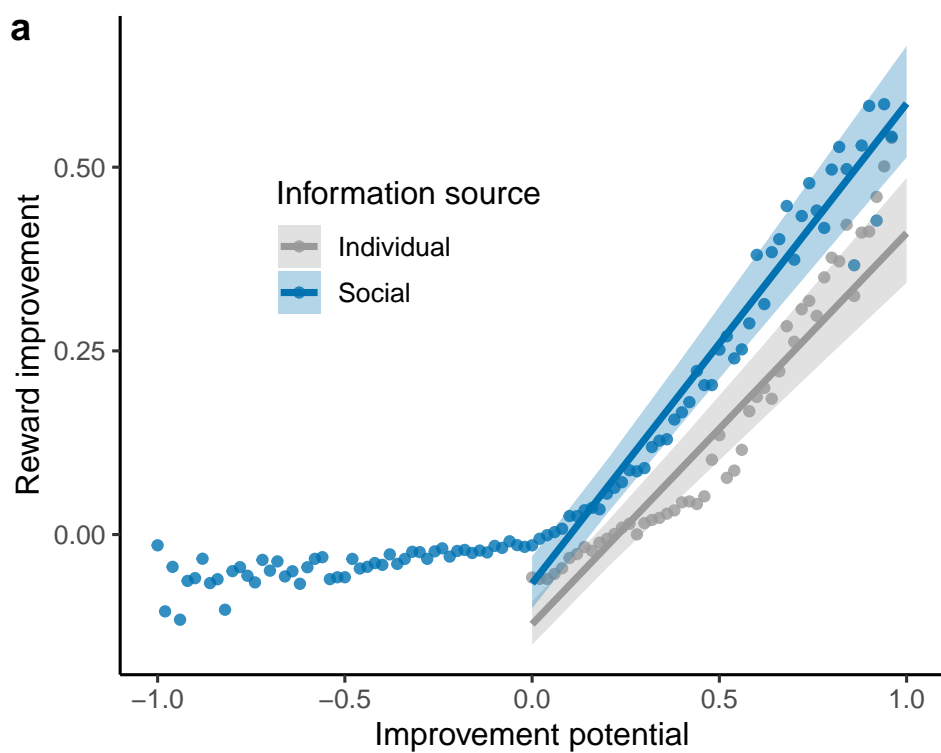 a
Reward improvement
0.50
0.25
0.00
Information source
Individual
Social
−1.0 −0.5 0.0 0.5 1.0
Improvement potential